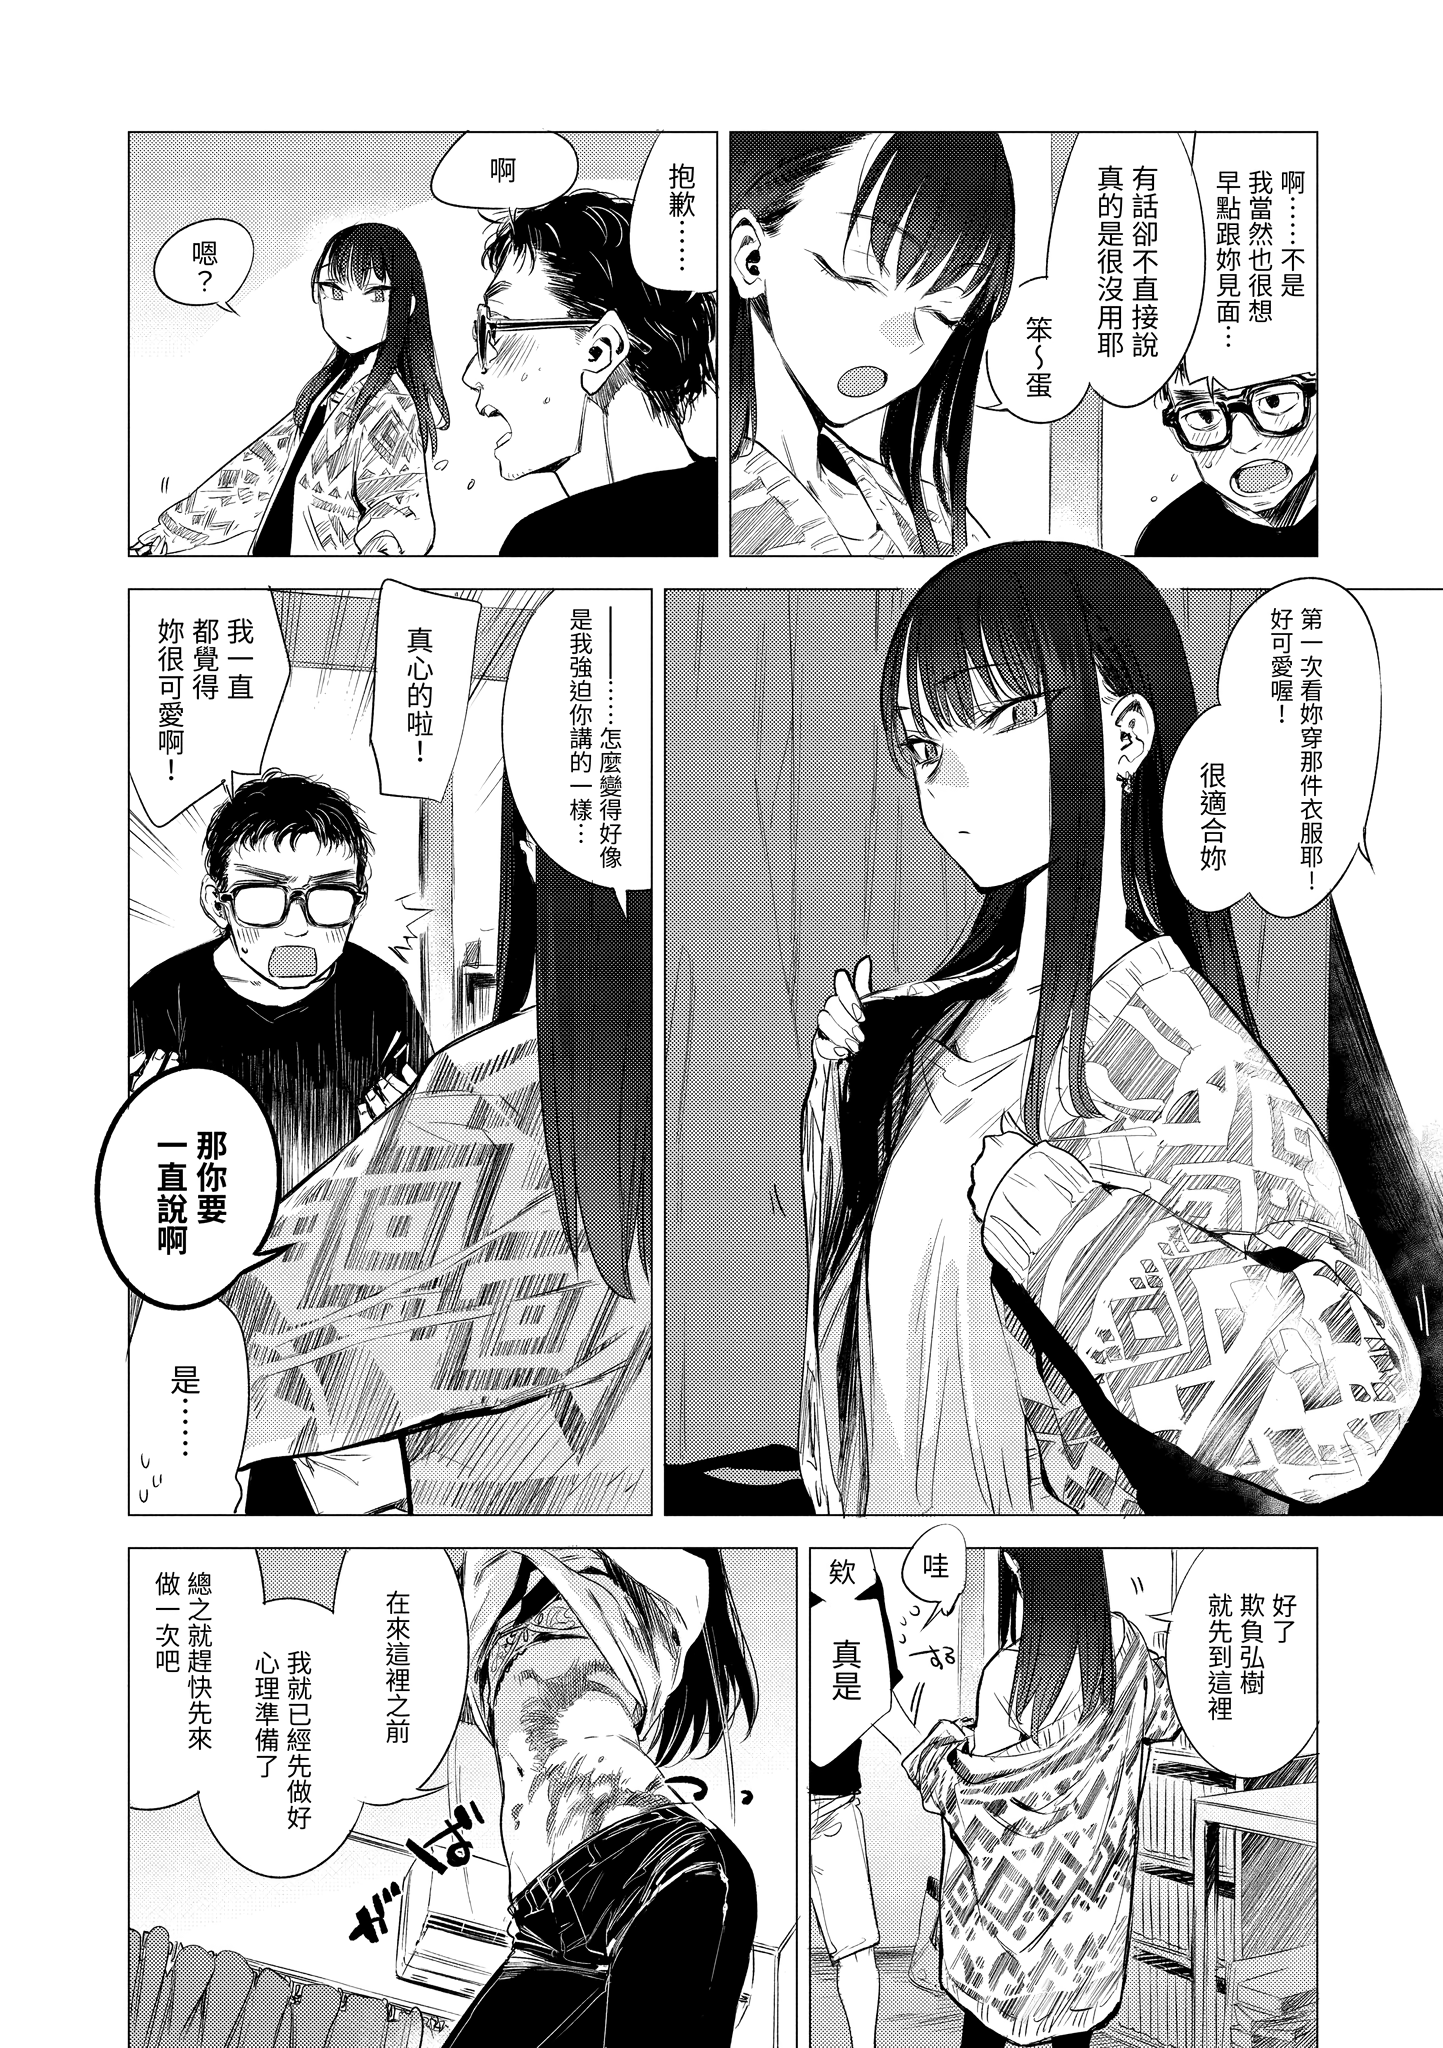 啊……不是
我當然也很想
早點跟妳見面…
有話卻不直接說
真的是很沒用耶
笨～蛋
抱歉……
啊
嗯？
第一次看妳穿那件衣服耶！
好可愛喔！
很適合妳
――……怎麼變得好像
是我強迫你講的一樣…
真心的啦！
我一直
都覺得
妳很可愛啊！
那你要
一直說啊
是……
好了
欺負弘樹
就先到這裡
哇
する
欸
真是
在來這裡之前
我就已經先做好
心理準備了
總之就趕快先來
做一次吧
ぬぎ
ぬぎ